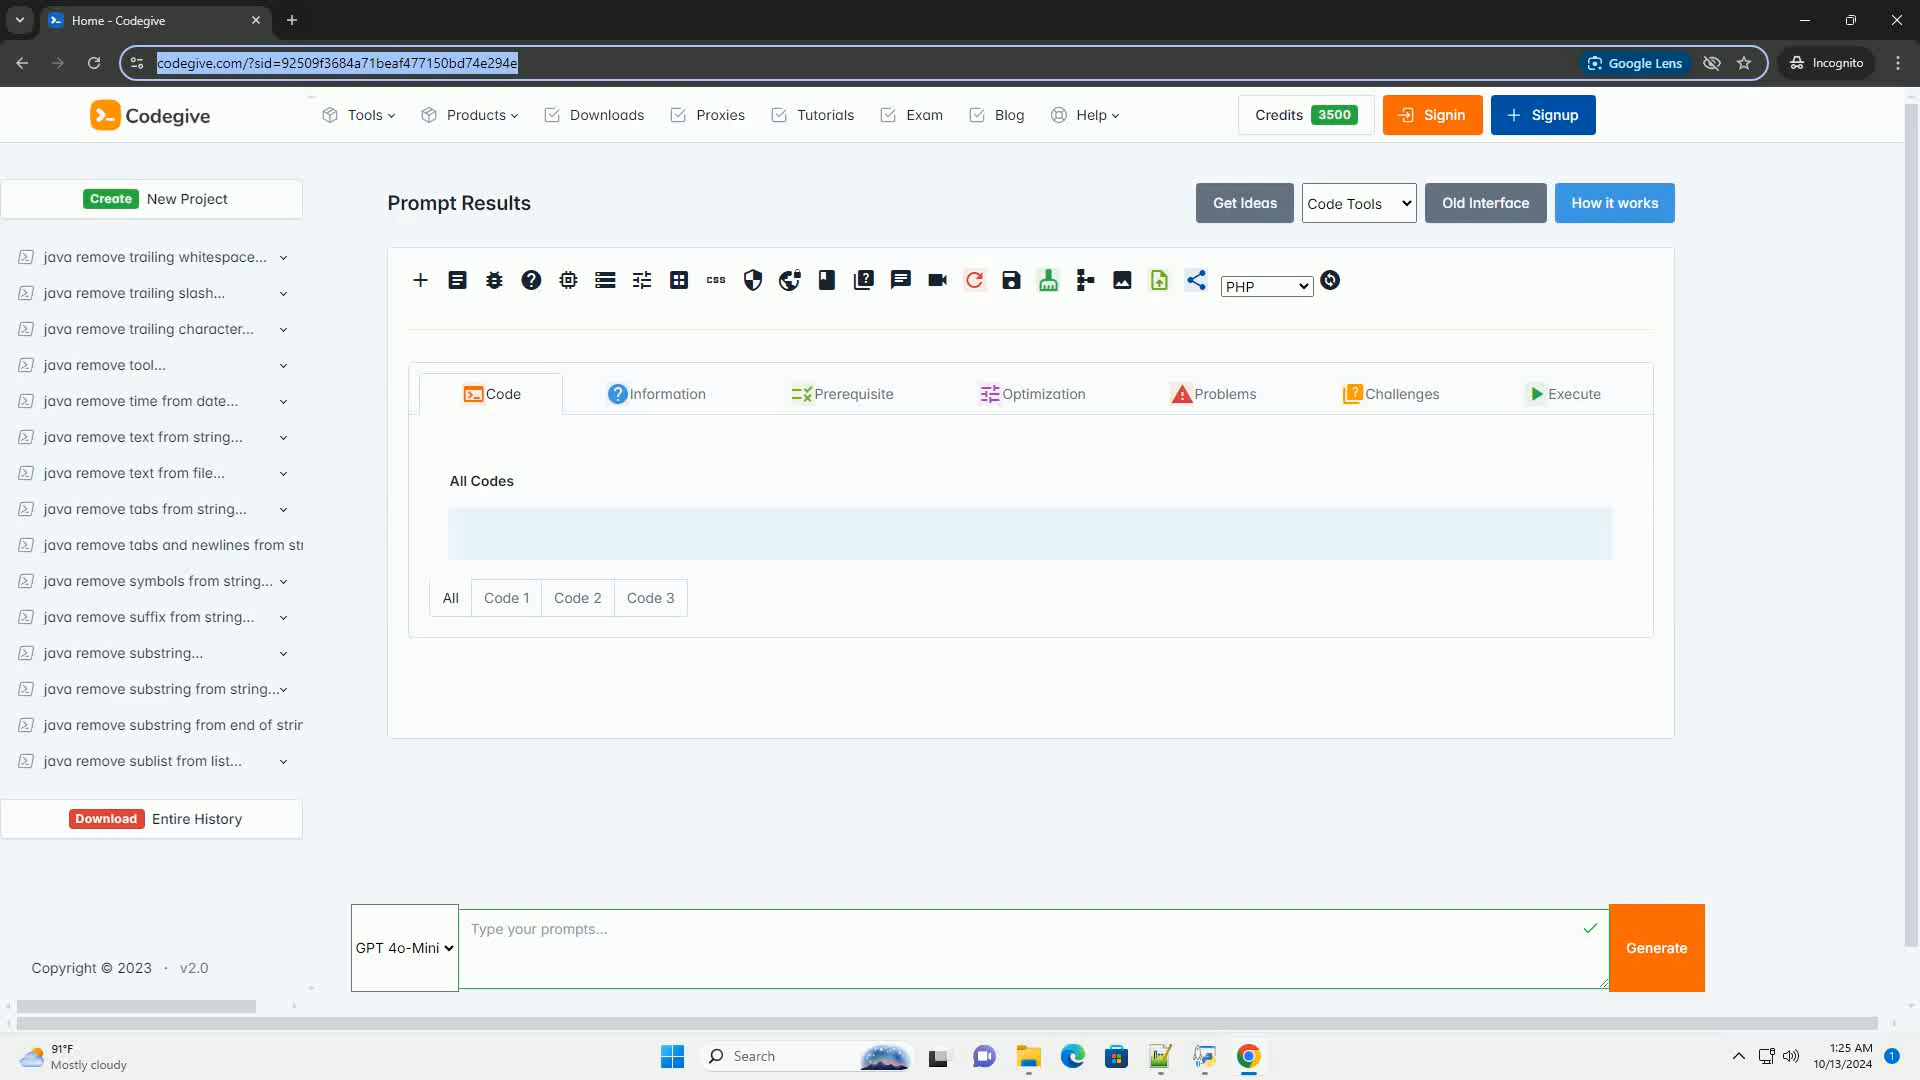 Home - Codegive
codegive.com/?sid=92509f3684a71beaf477150bd74e294e
Google Lens
Incognito
Codegive
Tools
Products
Downloads
Proxies
Tutorials
Exam
Blog
Help
Credits 3500
Signin
Signup
Create New Project
Prompt Results
Get Ideas
Code Tools
Old Interface
How it works
java remove trailing whitespace...
java remove trailing slash...
java remove trailing character...
java remove tool...
java remove time from date...
java remove text from string...
java remove text from file...
java remove tabs from string...
java remove tabs and newlines from str
java remove symbols from string...
java remove suffix from string...
java remove substring...
java remove substring from string...
java remove substring from end of strin
java remove sublist from list...
Download Entire History
Copyright © 2023 · v2.0
CSS
PHP
Code
Information
Prerequisite
Optimization
Problems
Challenges
Execute
All Codes
All
Code 1
Code 2
Code 3
GPT 4o-Mini
Type your prompts...
Generate
91°F
Mostly cloudy
Search
1:25 AM
10/13/2024
1